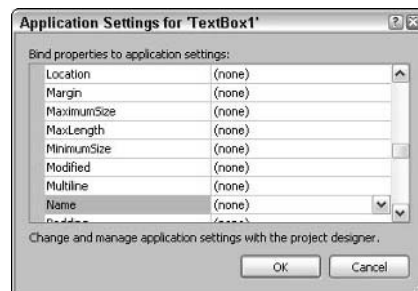 Application Settings for 'TextBox1'
Bind properties to application settings:
Location (none)
Margin (none)
MaximumSize (none)
MaxLength (none)
MinimumSize (none)
Modified (none)
Multiline (none)
Name (none)
Change and manage application settings with the project designer.
OK Cancel